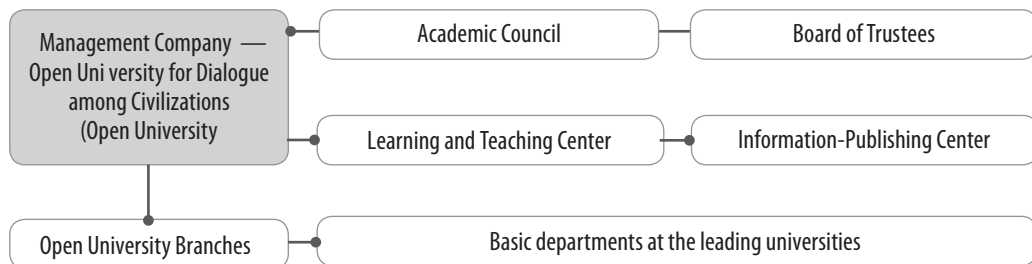 Management Company —
Open Uni versity for Dialogue
among Civilizations
(Open University
Academic Council
Board of Trustees
Learning and Teaching Center
Information-Publishing Center
Open University Branches
Basic departments at the leading universities